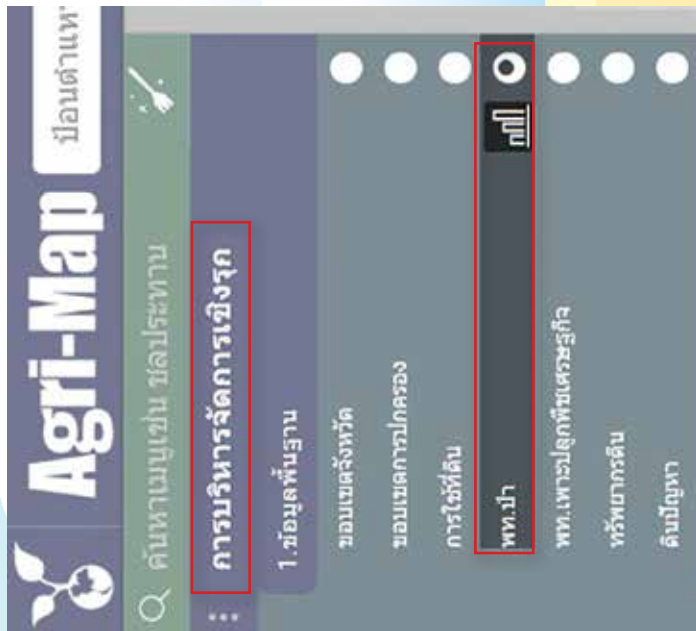 Agri-Map
ป้อนตำแห
ค้นหาเมนูเช่น ชลประทาน
การบริหารจัดการเชิงรุก
1.ข้อมูลพื้นฐาน
ขอบเขตจังหวัด
ขอบเขตการปกครอง
การใช้ที่ดิน
พท.ป่า
พท.เพาะปลูกพืชเศรษฐกิจ
ทรัพยากรดิน
ดินปัญหา